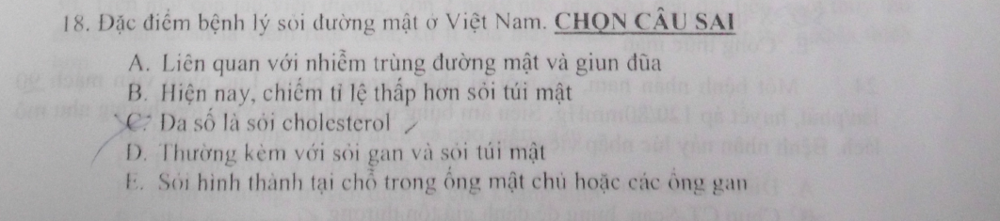 18. Đặc điểm bệnh lý sỏi đường mật ở Việt Nam. CHỌN CÂU SAI
A. Liên quan với nhiễm trùng đường mật và giun đũa
B. Hiện nay, chiếm tỉ lệ thấp hơn sỏi túi mật
C. Đa số là sỏi cholesterol
D. Thường kèm với sỏi gan và sỏi túi mật
E. Sỏi hình thành tại chỗ trong ống mật chủ hoặc các ống gan